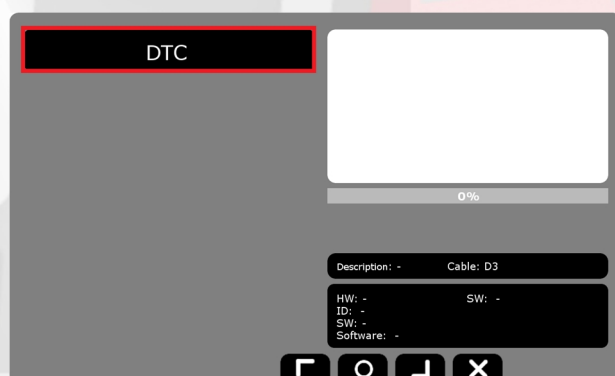 DTC
0%
Description: - Cable: D3
HW: - SW: -
ID: -
SW: -
Software: -